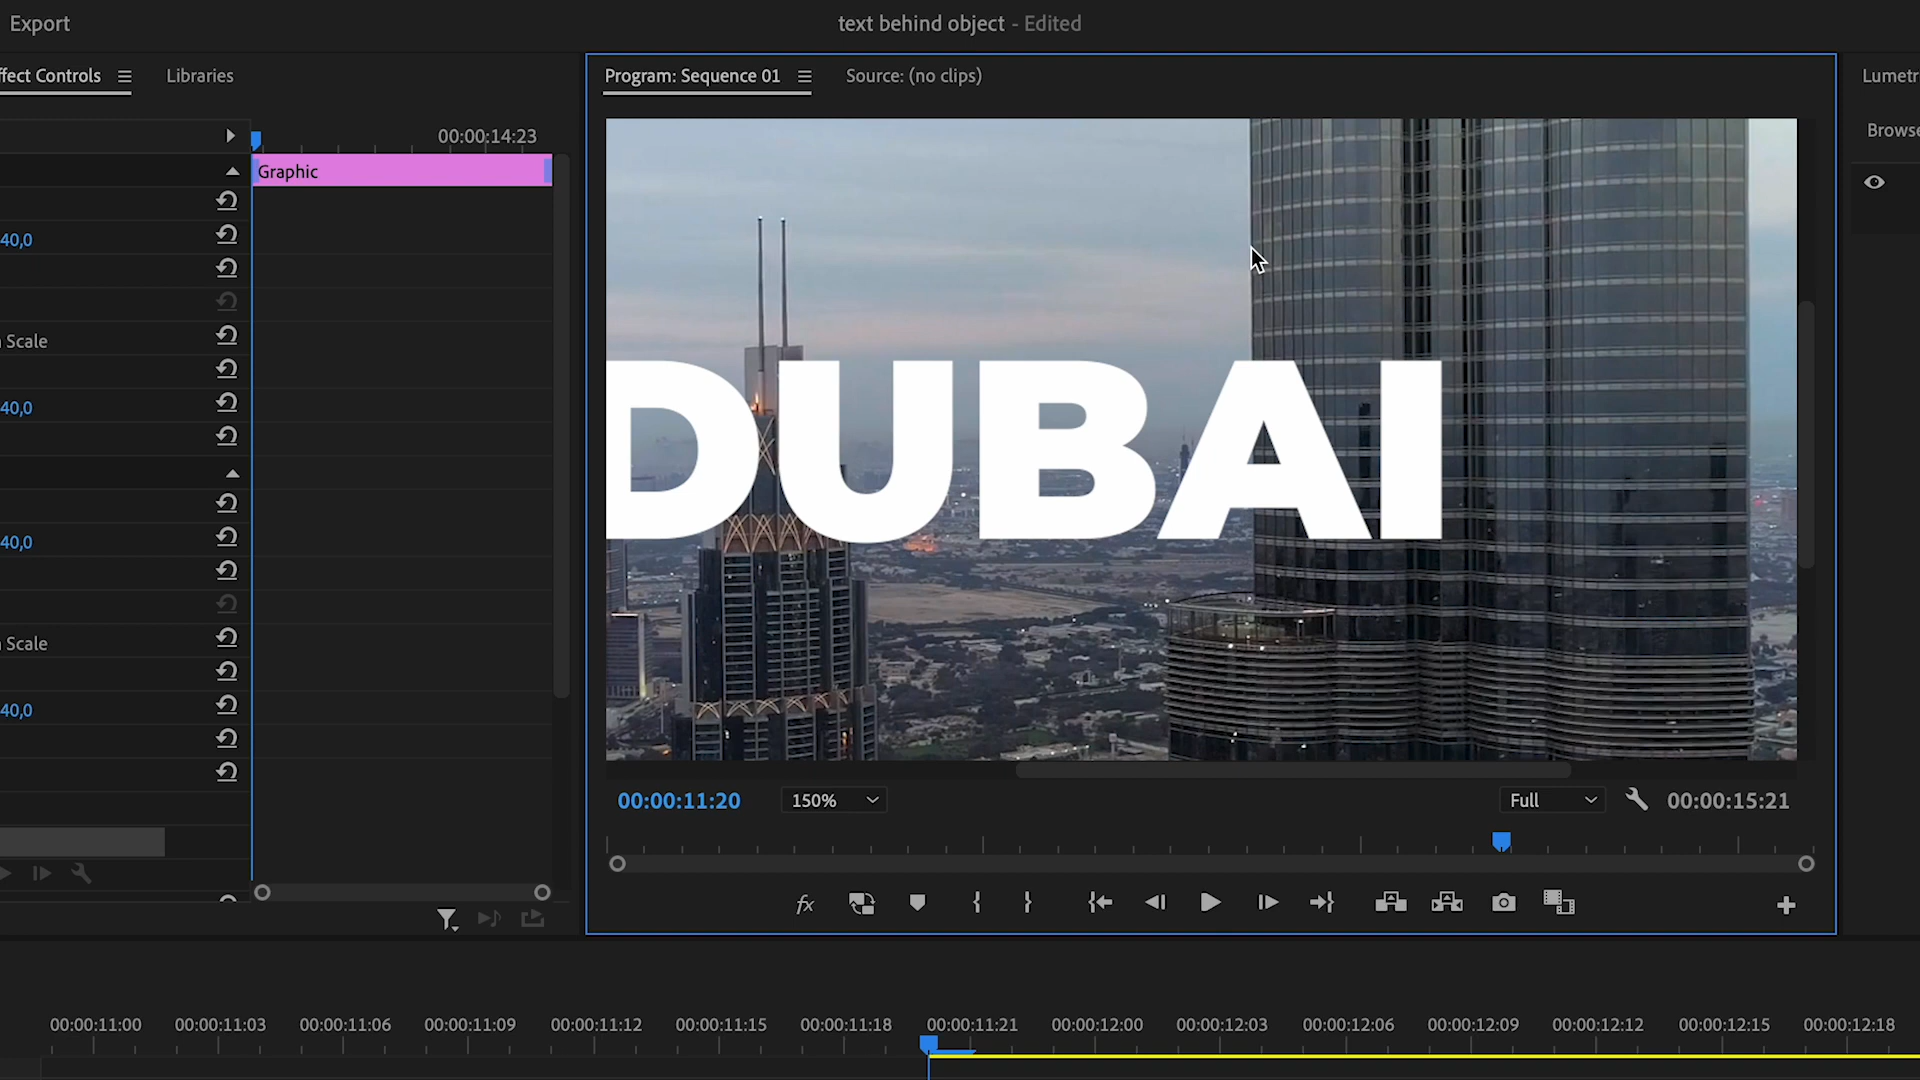 Export
text behind object - Edited
ffect Controls
Libraries
Program: Sequence 01
Source: (no clips)
Lumetr
Browse
00:00:14:23
Graphic
40,0
Scale
40,0
40,0
Scale
40,0
DUBAI
00:00:11:20
150%
Full
00:00:15:21
fx
00:00:11:00
00:00:11:03
00:00:11:06
00:00:11:09
00:00:11:12
00:00:11:15
00:00:11:18
00:00:11:21
00:00:12:00
00:00:12:03
00:00:12:06
00:00:12:09
00:00:12:12
00:00:12:15
00:00:12:18